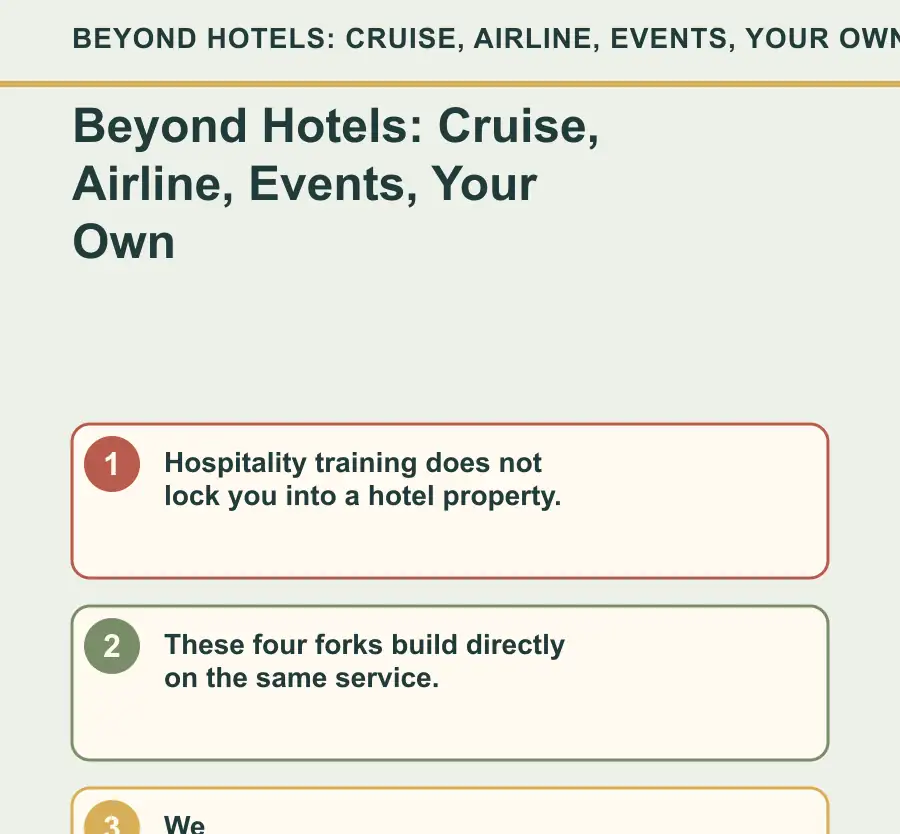 BEYOND HOTELS: CRUISE, AIRLINE, EVENTS, YOUR OWN
Beyond Hotels: Cruise,
Airline, Events, Your
Own
1
Hospitality training does not
lock you into a hotel property.
2
These four forks build directly
on the same service.
3
We